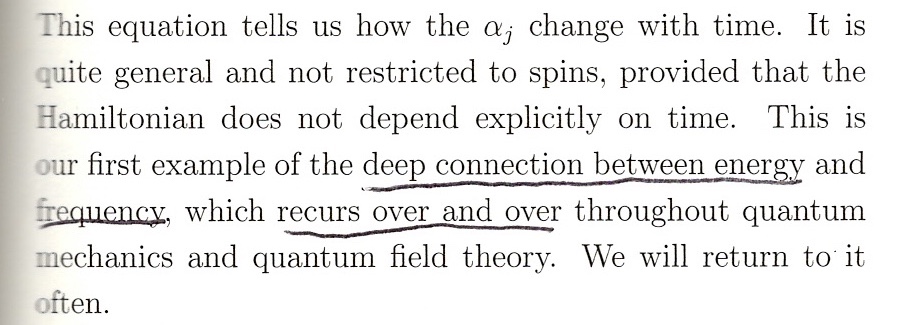 This equation tells us how the αⱼ change with time. It is
quite general and not restricted to spins, provided that the
Hamiltonian does not depend explicitly on time. This is
our first example of the deep connection between energy and
frequency, which recurs over and over throughout quantum
mechanics and quantum field theory. We will return to it
often.